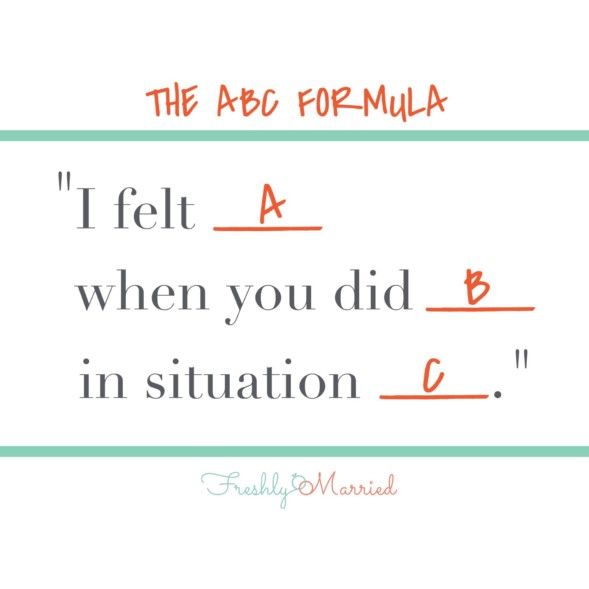 THE ABC FORMULA
"I felt A
when you did B
in situation C."
Freshly Married